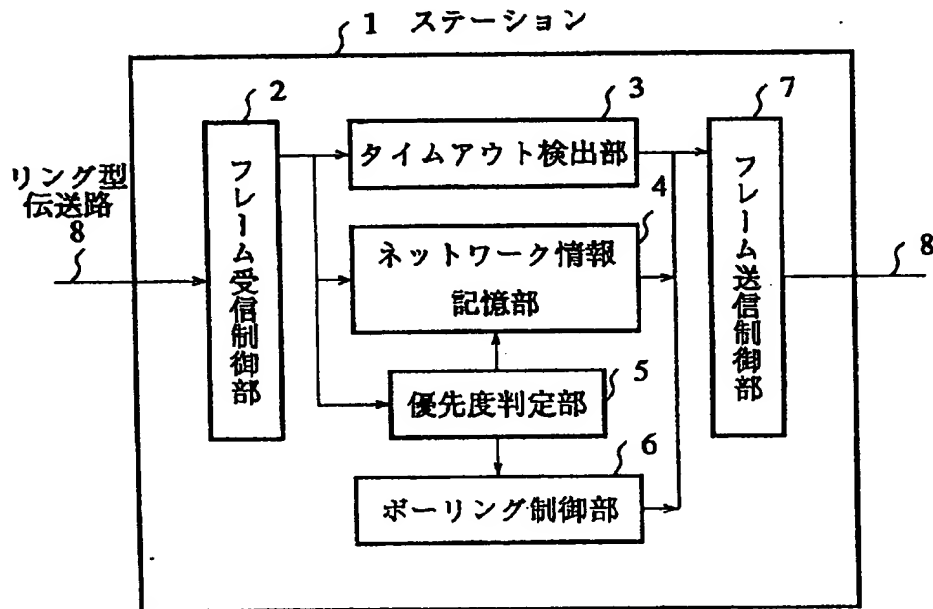 1 ステーション
2
3
7
フレーム受信制御部
タイムアウト検出部
フレーム送信制御部
リング型
伝送路
8
4
ネットワーク情報
記憶部
8
5
優先度判定部
6
ポーリング制御部